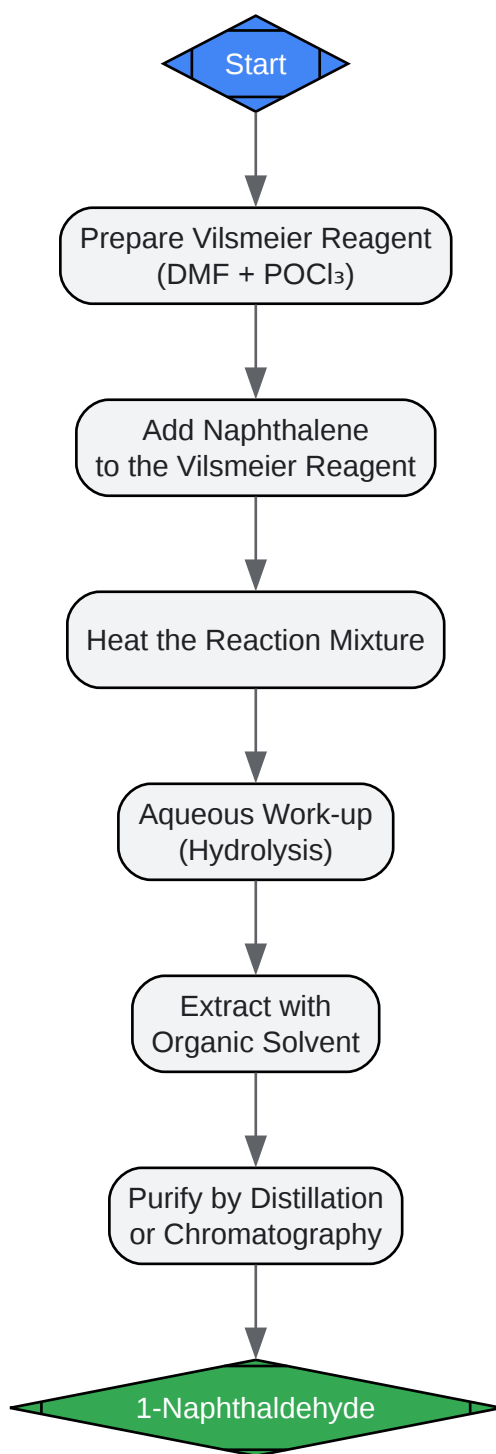 Start
Prepare Vilsmeier Reagent
(DMF + POCl₃)
Add Naphthalene
to the Vilsmeier Reagent
Heat the Reaction Mixture
Aqueous Work-up
(Hydrolysis)
Extract with
Organic Solvent
Purify by Distillation
or Chromatography
1-Naphthaldehyde